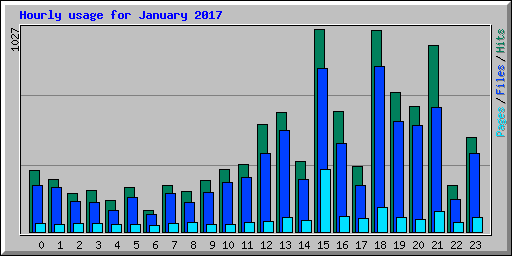 Hourly usage for January 2017
1027
Pages/Files/Hits
0 1 2 3 4 5 6 7 8 9 10 11 12 13 14 15 16 17 18 19 20 21 22 23